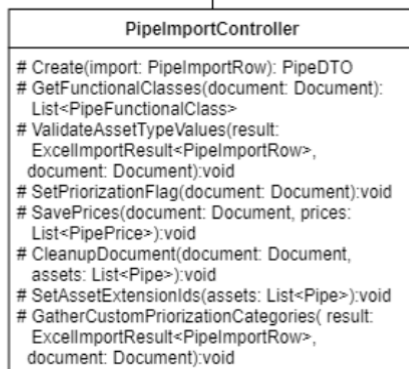 PipeImportController
# Create(import: PipeImportRow): PipeDTO
# GetFunctionalClasses(document: Document):
List<PipeFunctionalClass>
# ValidateAssetTypeValues(result:
ExcelImportResult<PipeImportRow>,
document: Document):void
# SetPriorizationFlag(document: Document):void
# SavePrices(document: Document, prices:
List<PipePrice>):void
# CleanupDocument(document: Document,
assets: List<Pipe>):void
# SetAssetExtensionIds(assets: List<Pipe>):void
# GatherCustomPriorizationCategories( result:
ExcelImportResult<PipeImportRow>,
document: Document):void